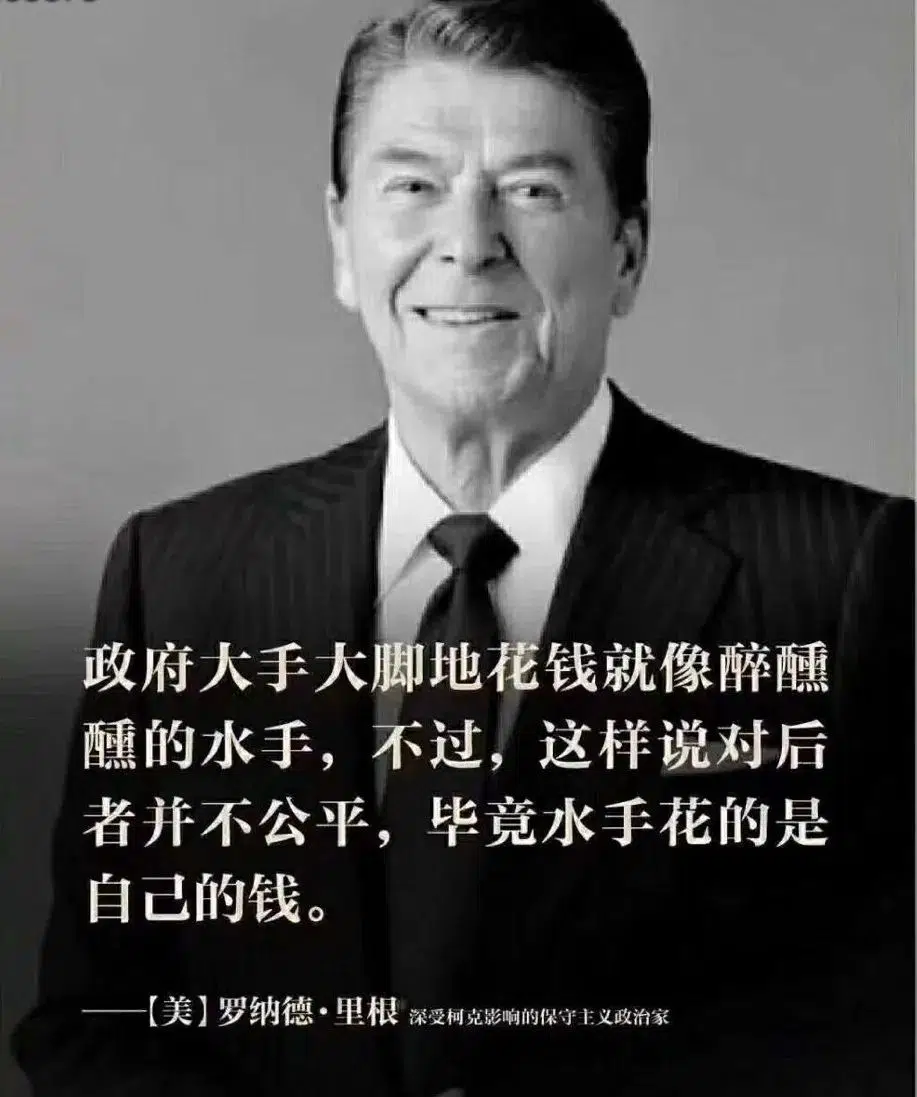 政府大手大脚地花钱就像醉醺
醺的水手，不过，这样说对后
者并不公平，毕竟水手花的是
自己的钱。
——【美】罗纳德·里根 深受柯克影响的保守主义政治家